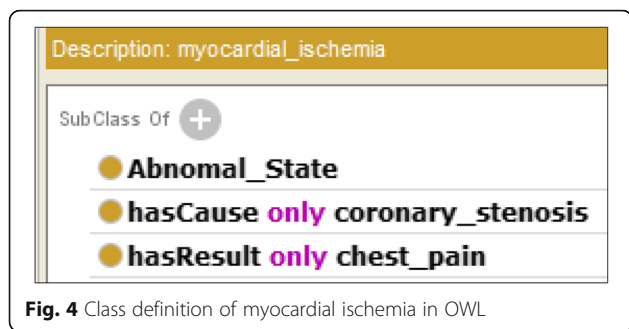 Description: myocardial_ischemia
SubClass Of
Abnomal_State
hasCause only coronary_stenosis
hasResult only chest_pain
Fig. 4 Class definition of myocardial ischemia in OWL